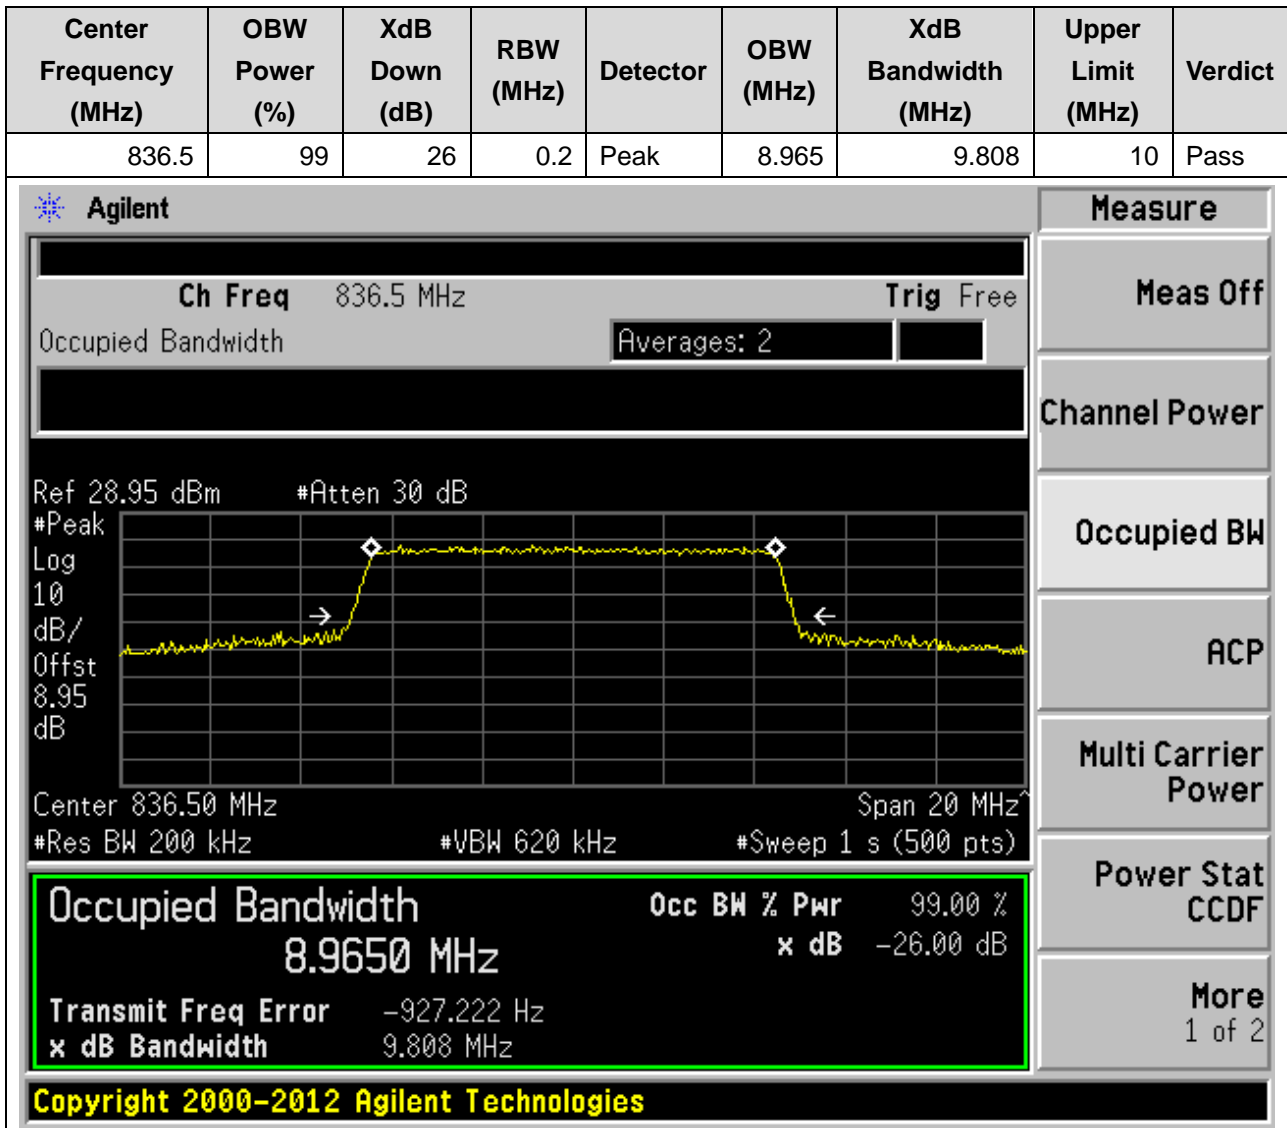 Center Frequency (MHz) OBW Power (%) XdB Down (dB) RBW (MHz) Detector OBW (MHz) XdB Bandwidth (MHz) Upper Limit (MHz) Verdict
836.5 99 26 0.2 Peak 8.965 9.808 10 Pass
Agilent
Measure
Ch Freq 836.5 MHz Trig Free
Occupied Bandwidth Averages: 2
Meas Off
Channel Power
Occupied BW
ACP
Multi Carrier Power
Power Stat CCDF
More
1 of 2
Ref 28.95 dBm #Atten 30 dB
#Peak
Log
10
dB/
Offst
8.95
dB
Center 836.50 MHz Span 20 MHz^
#Res BW 200 kHz #VBW 620 kHz #Sweep 1 s (500 pts)
Occupied Bandwidth Occ BW % Pwr 99.00 %
8.9650 MHz x dB -26.00 dB
Transmit Freq Error -927.222 Hz
x dB Bandwidth 9.808 MHz
Copyright 2000-2012 Agilent Technologies